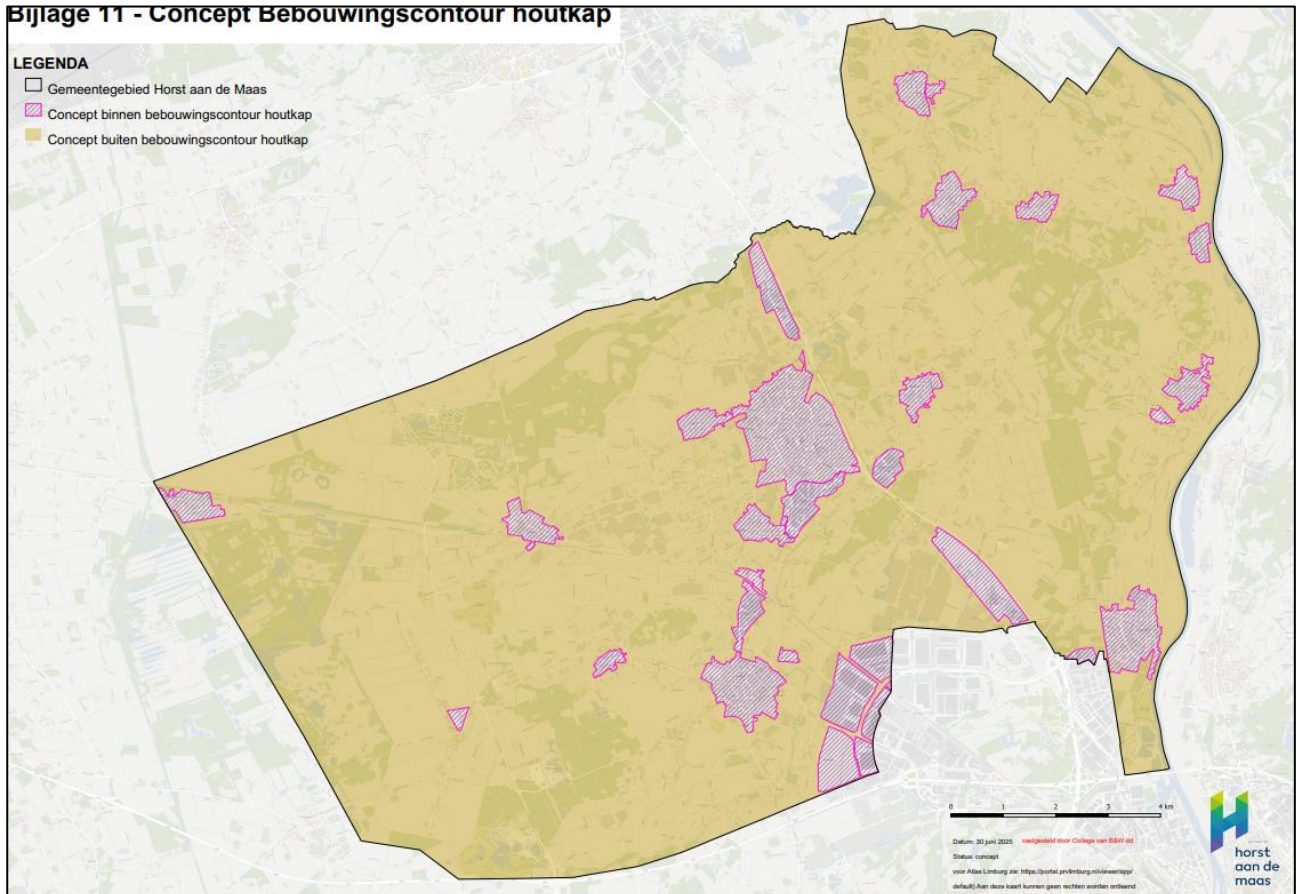 Bijlage 11 - Concept Bebouwingscontour houtkap
LEGENDA
Gemeentegebied Horst aan de Maas
Concept binnen bebouwingscontour houtkap
Concept buiten bebouwingscontour houtkap
0 1 2 3 4 km
Datum: 30 juni 2025 vastgesteld door College van B&W dd
Status: concept
voor Atlas Limburg zie: https://portal.prvlimburg.nl/viewer/app/
default) Aan deze kaart kunnen geen rechten worden ontleend
horst
aan de
maas